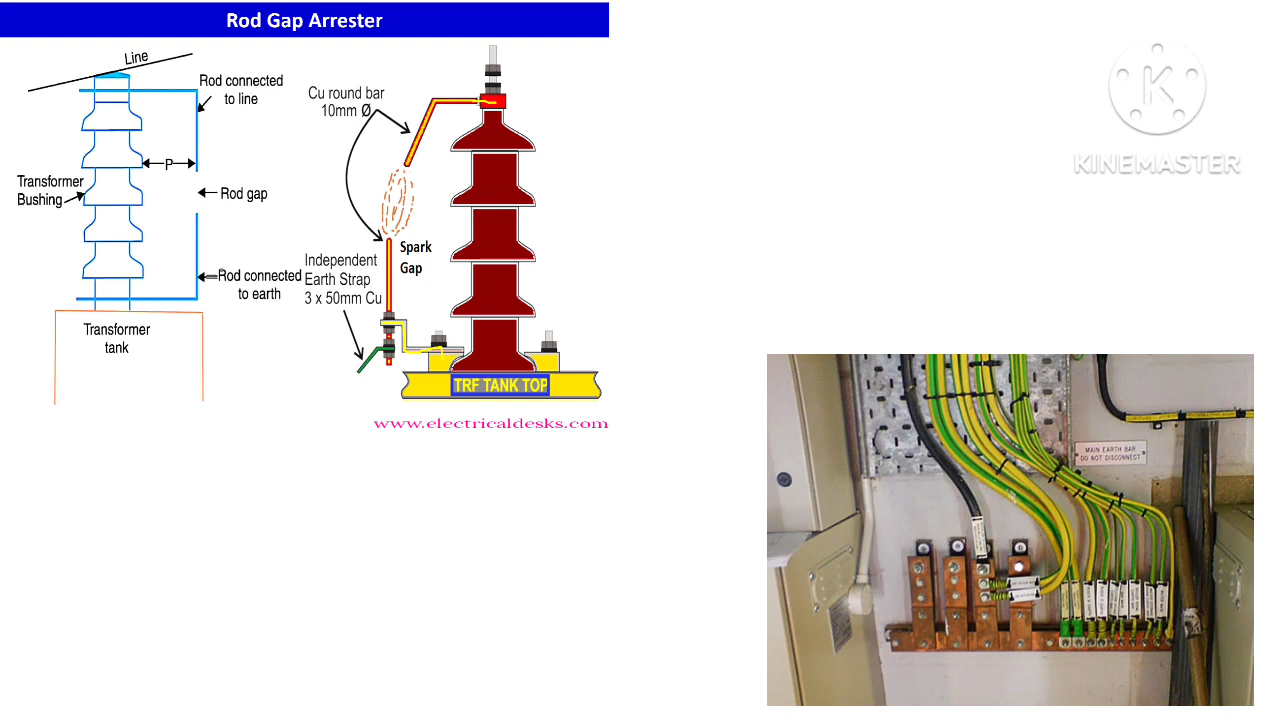 Rod Gap Arrester
Line
Rod connected
to line
P
Transformer
Bushing
Rod gap
Rod connected
to earth
Transformer
tank
Cu round bar
10mm Ø
Spark
Gap
Independent
Earth Strap
3 x 50mm Cu
TRF TANK TOP
www.electricaldesks.com
K
KINEMASTER
MAIN EARTH BAR
DO NOT DISCONNECT